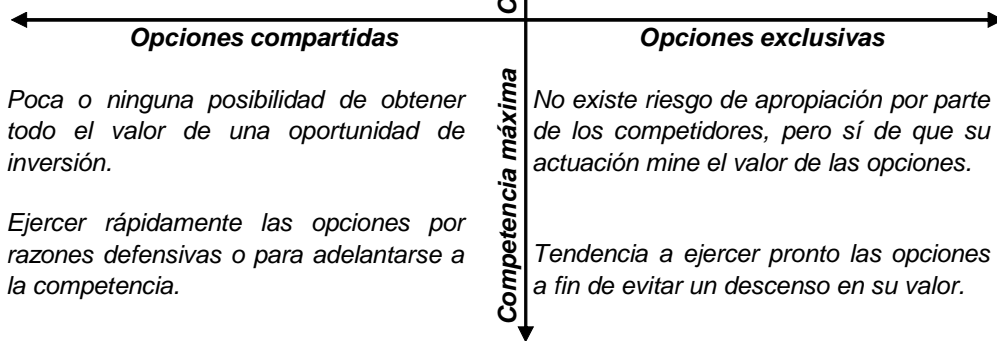 Opciones compartidas
Opciones exclusivas
Poca o ninguna posibilidad de obtener
todo el valor de una oportunidad de
inversión.
Ejercer rápidamente las opciones por
razones defensivas o para adelantarse a
la competencia.
Competencia máxima
No existe riesgo de apropiación por parte
de los competidores, pero sí de que su
actuación mine el valor de las opciones.
Tendencia a ejercer pronto las opciones
a fin de evitar un descenso en su valor.